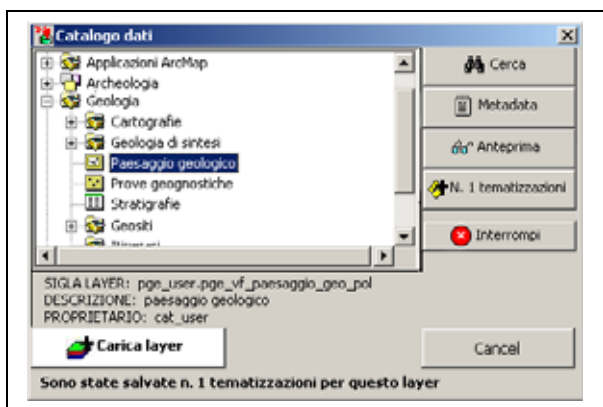 Catalogo dati
Applicazioni ArcMap
Archeologia
Geologia
Cartografie
Geologia di sintesi
Paesaggio geologico
Prove geognostiche
Stratigrafie
Geositi
Cerca
Metadata
Anteprima
N. 1 tematizzazioni
Interrompi
SIGLA LAYER: pge_user.pge_vf_paesaggio_geo_pol
DESCRIZIONE: paesaggio geologico
PROPRIETARIO: cat_user
Carica layer
Cancel
Sono state salvate n. 1 tematizzazioni per questo layer